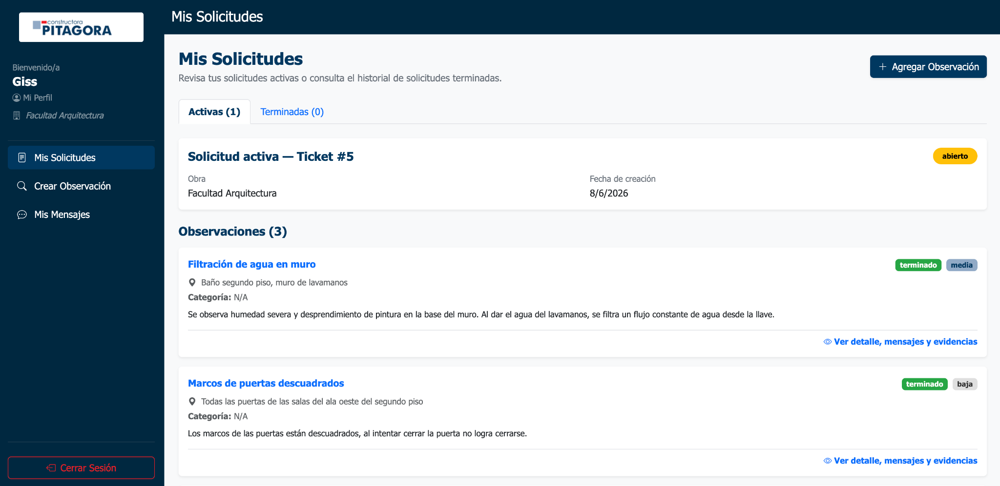 constructora
PITAGORA
Bienvenido/a
Giss
Mi Perfil
Facultad Arquitectura
Mis Solicitudes
Crear Observación
Mis Mensajes
Cerrar Sesión
Mis Solicitudes
Mis Solicitudes
Revisa tus solicitudes activas o consulta el historial de solicitudes terminadas.
+ Agregar Observación
Activas (1) Terminadas (0)
Solicitud activa — Ticket #5 abierto
Obra Fecha de creación
Facultad Arquitectura 8/6/2026
Observaciones (3)
Filtración de agua en muro terminado media
Baño segundo piso, muro de lavamanos
Categoría: N/A
Se observa humedad severa y desprendimiento de pintura en la base del muro. Al dar el agua del lavamanos, se filtra un flujo constante de agua desde la llave.
Ver detalle, mensajes y evidencias
Marcos de puertas descuadrados terminado baja
Todas las puertas de las salas del ala oeste del segundo piso
Categoría: N/A
Los marcos de las puertas están descuadrados, al intentar cerrar la puerta no logra cerrarse.
Ver detalle, mensajes y evidencias